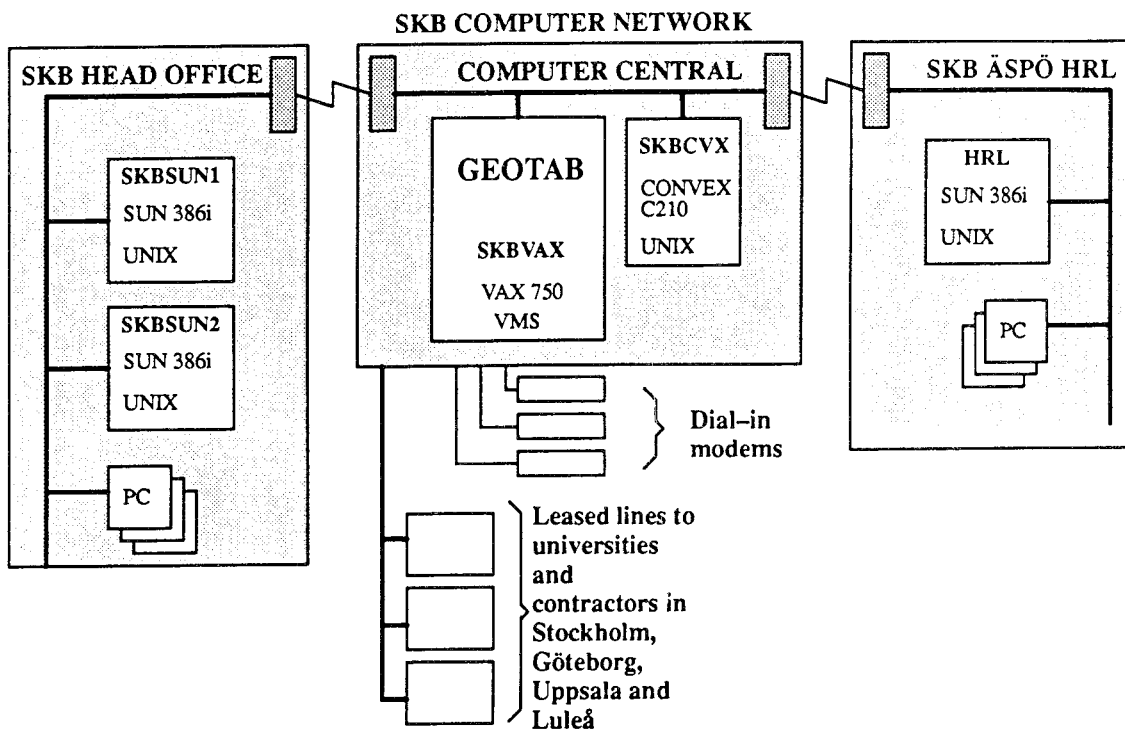 SKB COMPUTER NETWORK
SKB HEAD OFFICE
SKBSUN1
SUN 386i
UNIX
SKBSUN2
SUN 386i
UNIX
PC
COMPUTER CENTRAL
GEOTAB
SKBVAX
VAX 750
VMS
SKBCVX
CONVEX
C210
UNIX
SKB ÄSPÖ HRL
HRL
SUN 386i
UNIX
PC
Dial–in
modems
Leased lines to
universities
and
contractors in
Stockholm,
Göteborg,
Uppsala and
Luleå